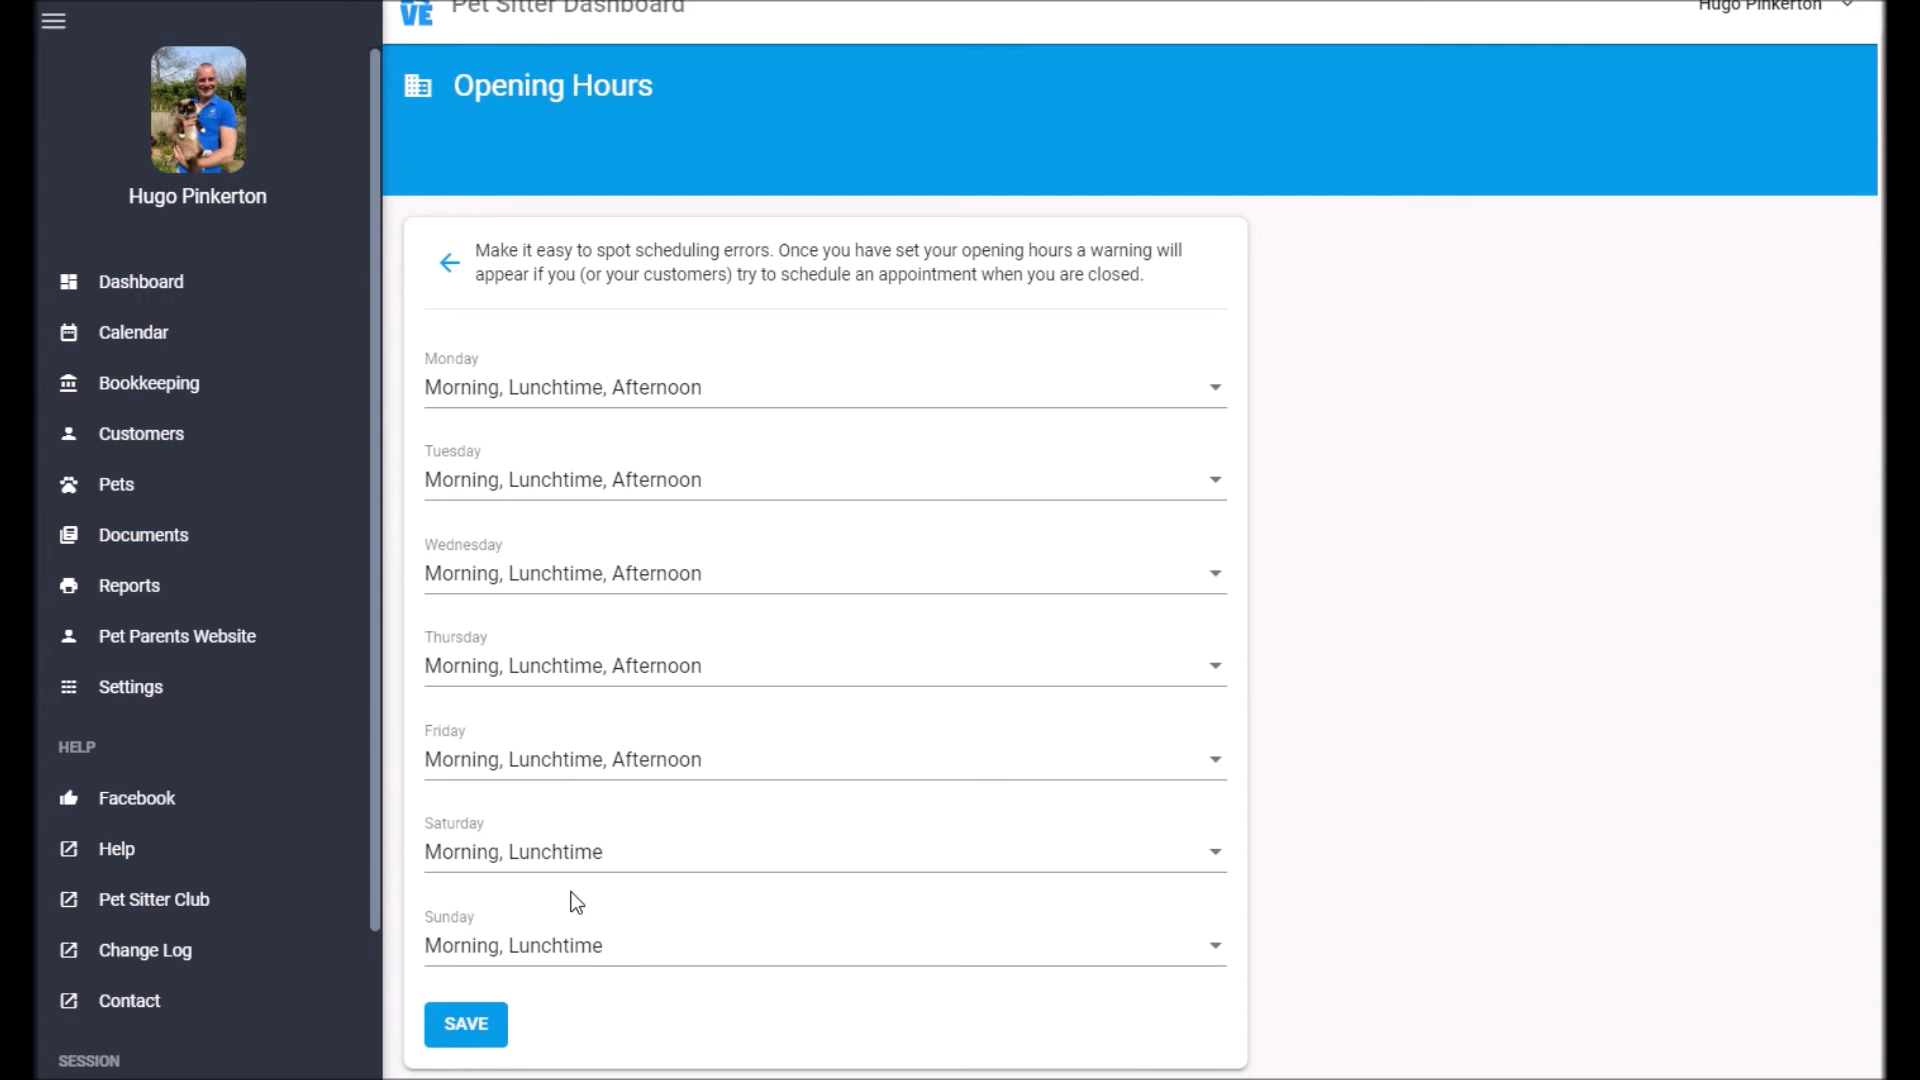 VE
Pet Sitter Dashboard
Hugo Pinkerton
Opening Hours
Hugo Pinkerton
Dashboard
Calendar
Bookkeeping
Customers
Pets
Documents
Reports
Pet Parents Website
Settings
HELP
Facebook
Help
Pet Sitter Club
Change Log
Contact
SESSION
Make it easy to spot scheduling errors. Once you have set your opening hours a warning will
appear if you (or your customers) try to schedule an appointment when you are closed.
Monday
Morning, Lunchtime, Afternoon
Tuesday
Morning, Lunchtime, Afternoon
Wednesday
Morning, Lunchtime, Afternoon
Thursday
Morning, Lunchtime, Afternoon
Friday
Morning, Lunchtime, Afternoon
Saturday
Morning, Lunchtime
Sunday
Morning, Lunchtime
SAVE